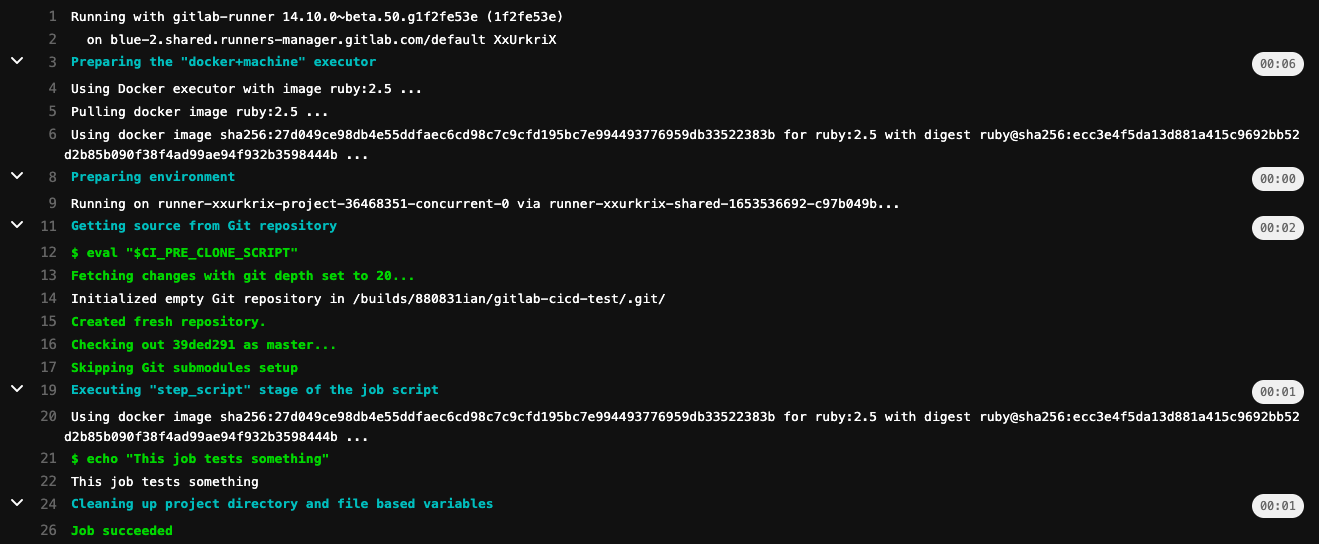 1 Running with gitlab-runner 14.10.0~beta.50.g1f2fe53e (1f2fe53e)
2 on blue-2.shared.runners-manager.gitlab.com/default XxUrkriX
3 Preparing the "docker+machine" executor 00:06
4 Using Docker executor with image ruby:2.5 ...
5 Pulling docker image ruby:2.5 ...
6 Using docker image sha256:27d049ce98db4e55ddfaec6cd98c7c9cfd195bc7e994493776959db33522383b for ruby:2.5 with digest ruby@sha256:ecc3e4f5da13d881a415c9692bb52
d2b85b090f38f4ad99ae94f932b3598444b ...
8 Preparing environment 00:00
9 Running on runner-xxurkrix-project-36468351-concurrent-0 via runner-xxurkrix-shared-1653536692-c97b049b...
11 Getting source from Git repository 00:02
12 $ eval "$CI_PRE_CLONE_SCRIPT"
13 Fetching changes with git depth set to 20...
14 Initialized empty Git repository in /builds/880831ian/gitlab-cicd-test/.git/
15 Created fresh repository.
16 Checking out 39ded291 as master...
17 Skipping Git submodules setup
19 Executing "step_script" stage of the job script 00:01
20 Using docker image sha256:27d049ce98db4e55ddfaec6cd98c7c9cfd195bc7e994493776959db33522383b for ruby:2.5 with digest ruby@sha256:ecc3e4f5da13d881a415c9692bb52
d2b85b090f38f4ad99ae94f932b3598444b ...
21 $ echo "This job tests something"
22 This job tests something
24 Cleaning up project directory and file based variables 00:01
26 Job succeeded